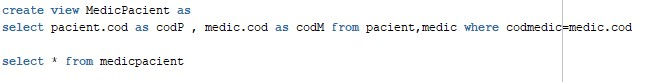 create view MedicPacient as
select pacient.cod as codP , medic.cod as codM from pacient,medic where codmedic=medic.cod
select * from medicpacient